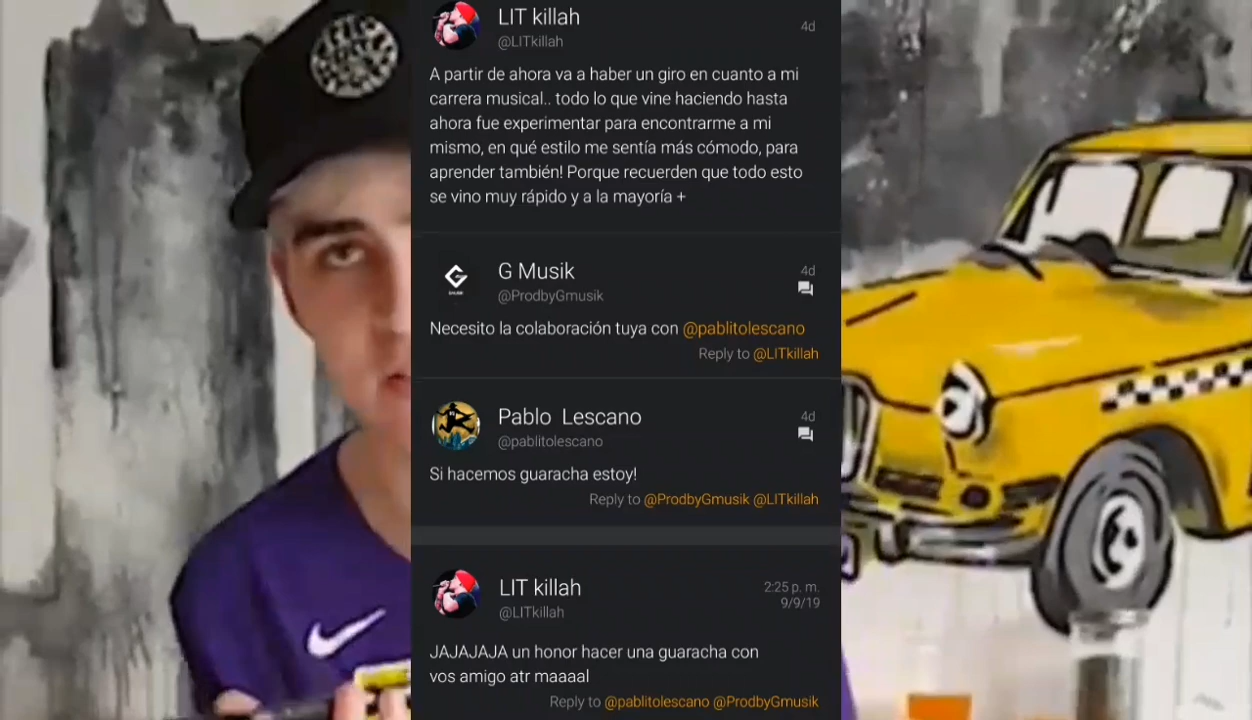 LIT killah
4d
@LITkillah
A partir de ahora va a haber un giro en cuanto a mi
carrera musical.. todo lo que vine haciendo hasta
ahora fue experimentar para encontrarme a mi
mismo, en qué estilo me sentía más cómodo, para
aprender también! Porque recuerden que todo esto
se vino muy rápido y a la mayoría +
G Musik
4d
@ProdbyGmusik
Necesito la colaboración tuya con @pablitolescano
Reply to @LITkillah
Pablo Lescano
4d
@pablitolescano
Si hacemos guaracha estoy!
Reply to @ProdbyGmusik @LITkillah
LIT killah
2:25 p. m.
@LITkillah
9/9/19
JAJAJAJA un honor hacer una guaracha con
vos amigo atr maaaal
Reply to @pablitolescano @ProdbyGmusik